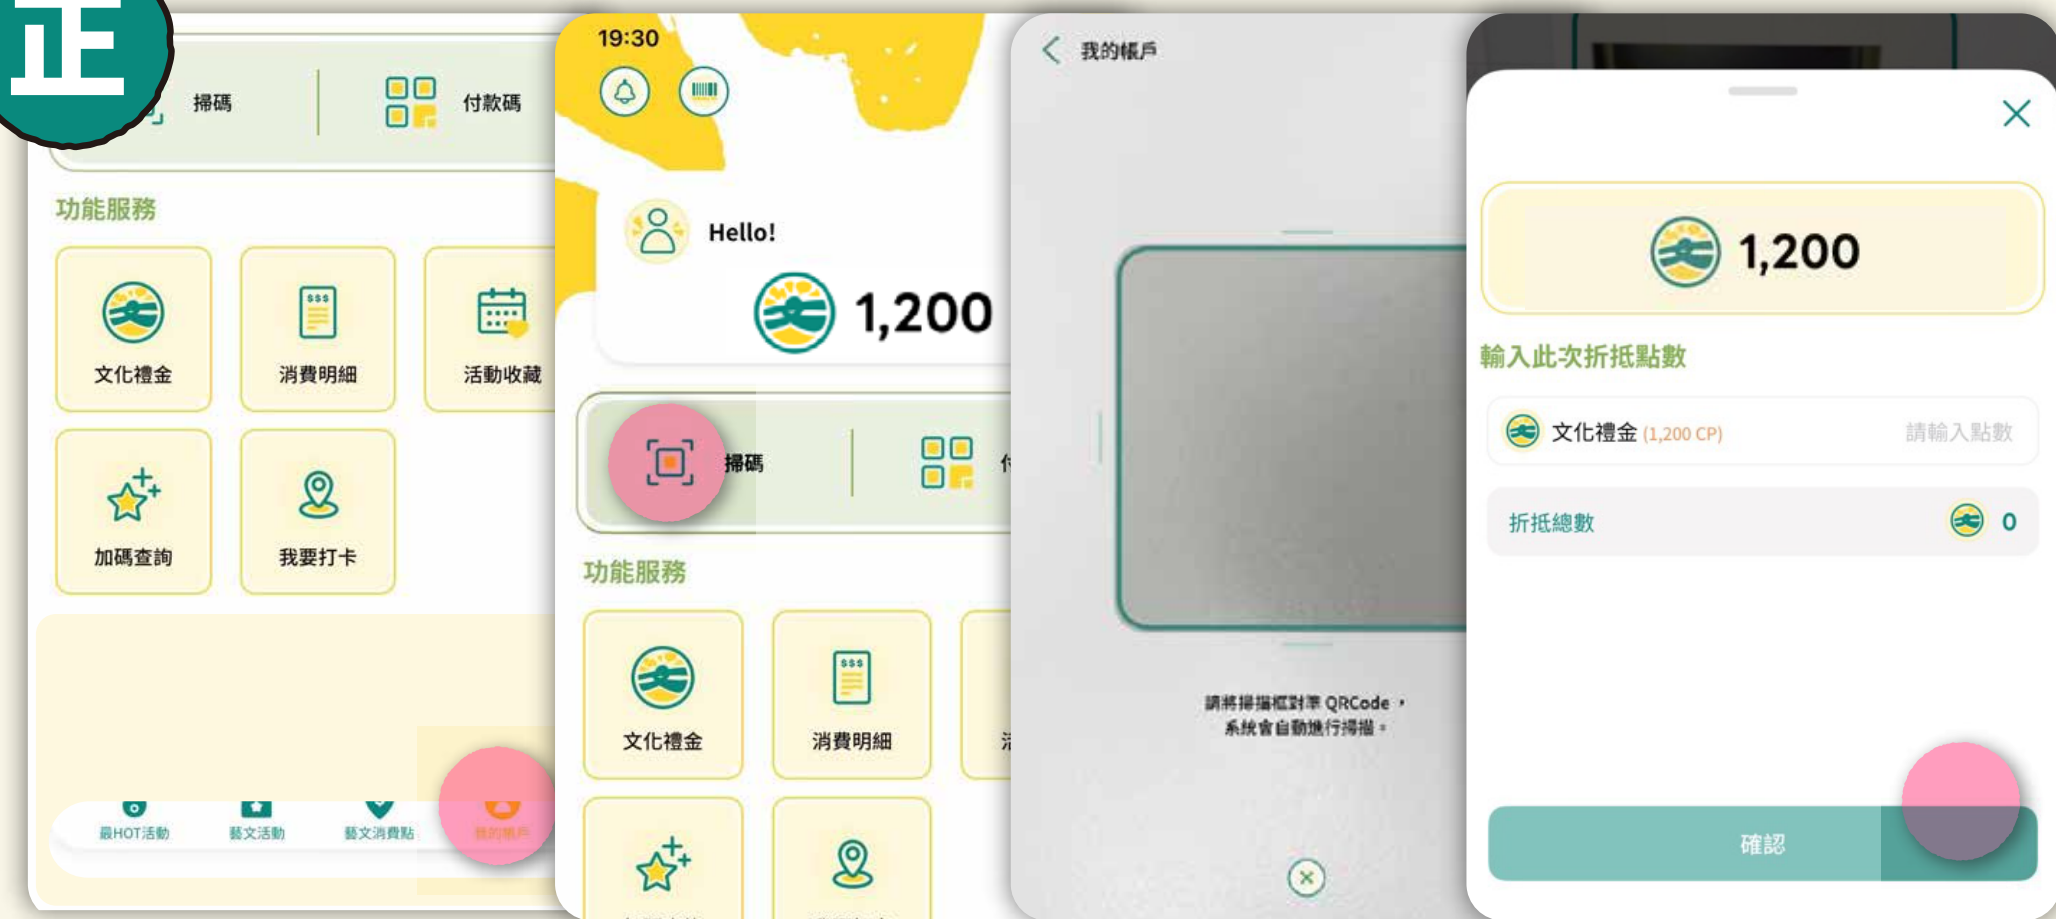 正
掃碼
付款碼
功能服務
文化禮金
消費明細
活動收藏
加碼查詢
我要打卡
最HOT活動
藝文活動
藝文消費點
我的帳戶
19:30
Hello!
1,200
掃碼
功能服務
文化禮金
消費明細
我的帳戶
請將掃描框對準 QRCode，
系統會自動進行掃描。
1,200
輸入此次折抵點數
文化禮金 (1,200 CP)
請輸入點數
折抵總數
0
確認